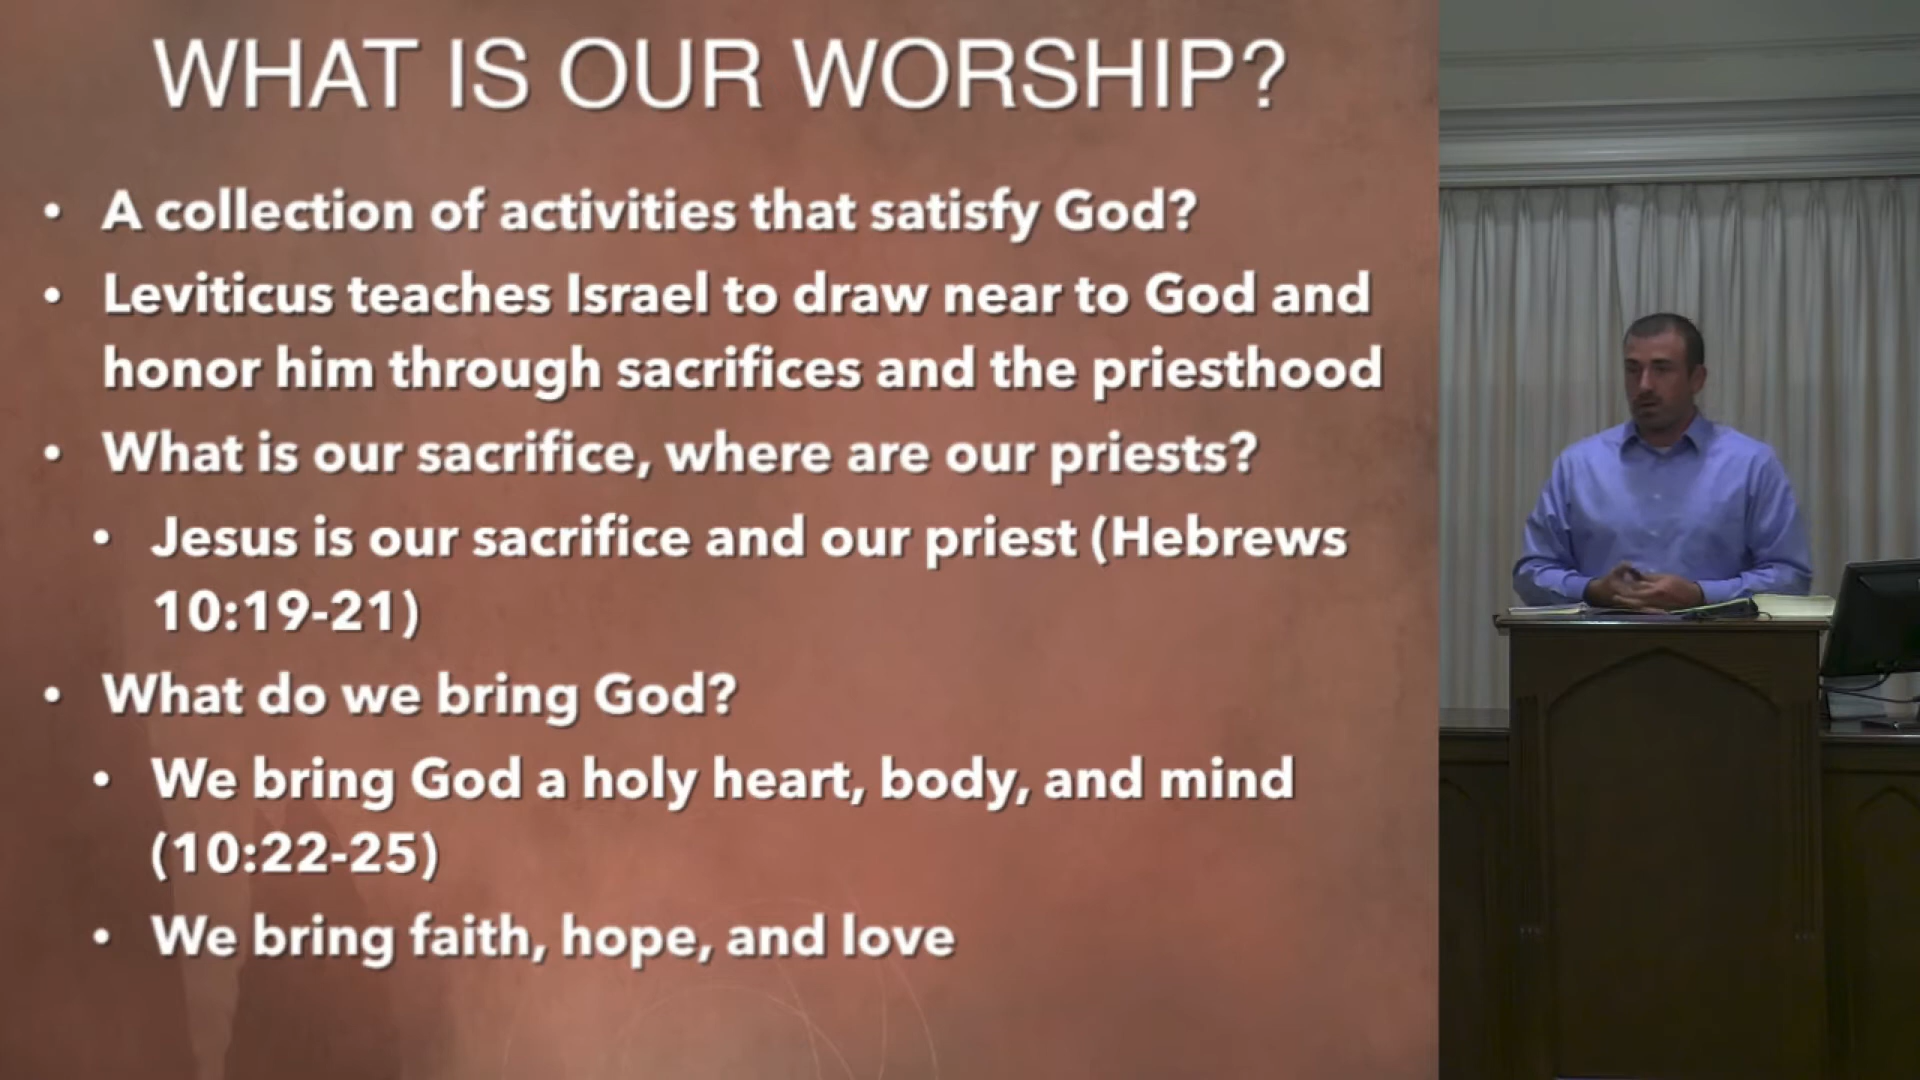 WHAT IS OUR WORSHIP?
• A collection of activities that satisfy God?
• Leviticus teaches Israel to draw near to God and
honor him through sacrifices and the priesthood
• What is our sacrifice, where are our priests?
• Jesus is our sacrifice and our priest (Hebrews
10:19-21)
• What do we bring God?
• We bring God a holy heart, body, and mind
(10:22-25)
• We bring faith, hope, and love